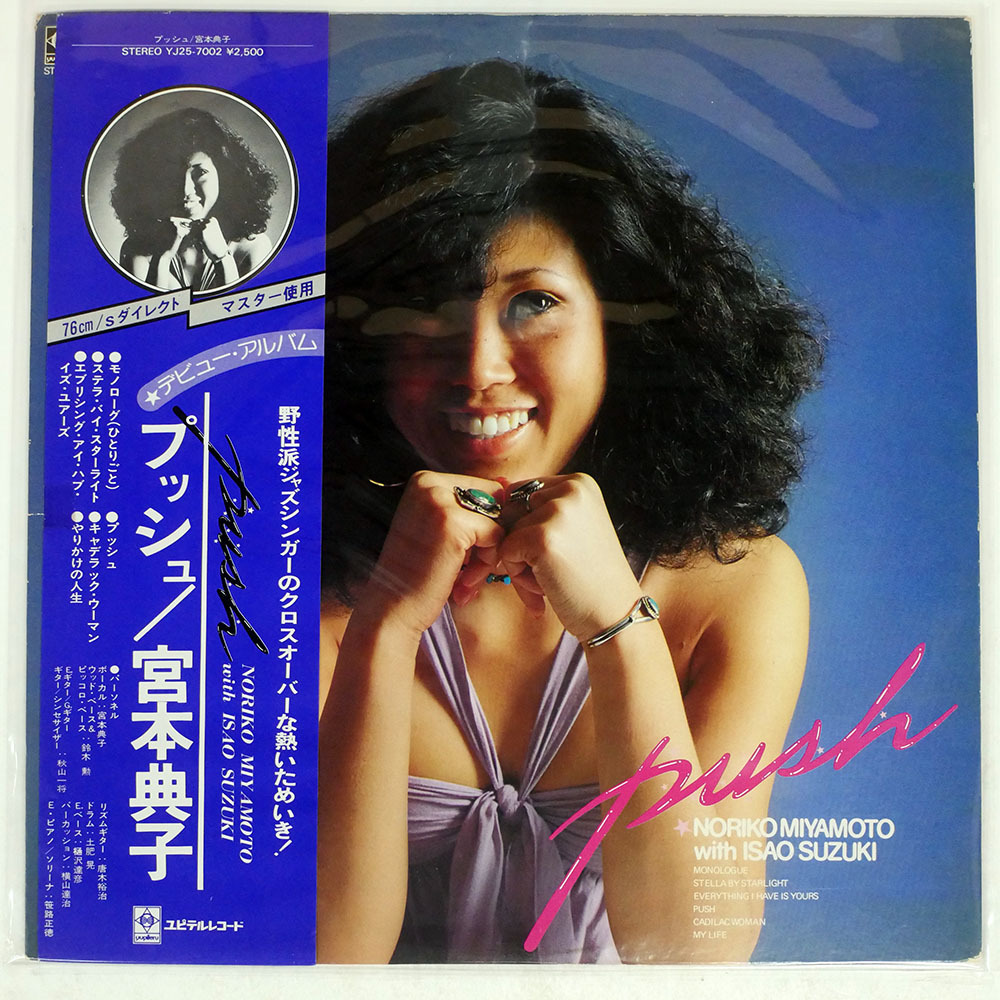 プッシュ/宮本典子
STEREO YJ25-7002 ¥2,500
76cm/sダイレクト
マスター使用
★デビュー・アルバム
野性派ジャズシンガーのクロスオーバーな熱いためいき!
push
NORIKO MIYAMOTO
with ISAO SUZUKI
プッシュ/宮本典子
●モノローグ(ひとりごと)
●ステラ・バイ・スターライト
●エブリシング・アイ・ハブ・
イズ・ユアーズ
●プッシュ
●キャデラック・ウーマン
●やりかけの人生
●パーソネル
ボーカル:宮本典子
ウッド・ベース&
ピッコロ・ベース:鈴木 勲
E.ギター/G.ギター
ギター/シンセサイザー:秋山一将
リズムギター:唐木裕治
ドラム:土肥 晃
E.ベース:樋沢達彦
パーカッション:横山達治
E・ピアノ/ソリーナ:笹路正徳
yupiteru
ユピテルレコード
push
★NORIKO MIYAMOTO
with ISAO SUZUKI
MONOLOGUE
STELLA BY STARLIGHT
EVERYTHING I HAVE IS YOURS
PUSH
CADILAC WOMAN
MY LIFE